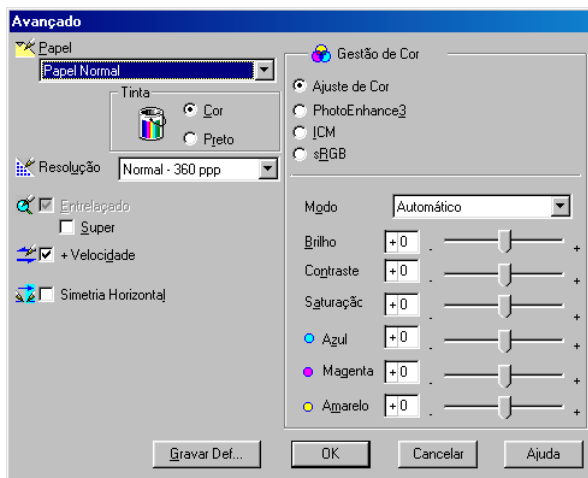 Avançado
Papel
Papel Normal
Tinta
Cor
Preto
Resolução
Normal - 360 ppp
Entrelaçado
Super
+ Velocidade
Simetria Horizontal
Gestão de Cor
Ajuste de Cor
PhotoEnhance3
ICM
sRGB
Modo
Automático
Brilho +0 - +
Contraste +0 - +
Saturaçãc +0 - +
Azul +0 - +
Magenta +0 - +
Amarelo +0 - +
Gravar Def... OK Cancelar Ajuda